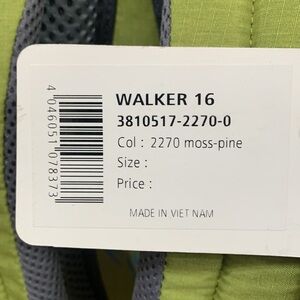 WALKER 16
3810517-2270-0
Col : 2270 moss-pine
Size :
Price :
MADE IN VIET NAM
4 046051 078373